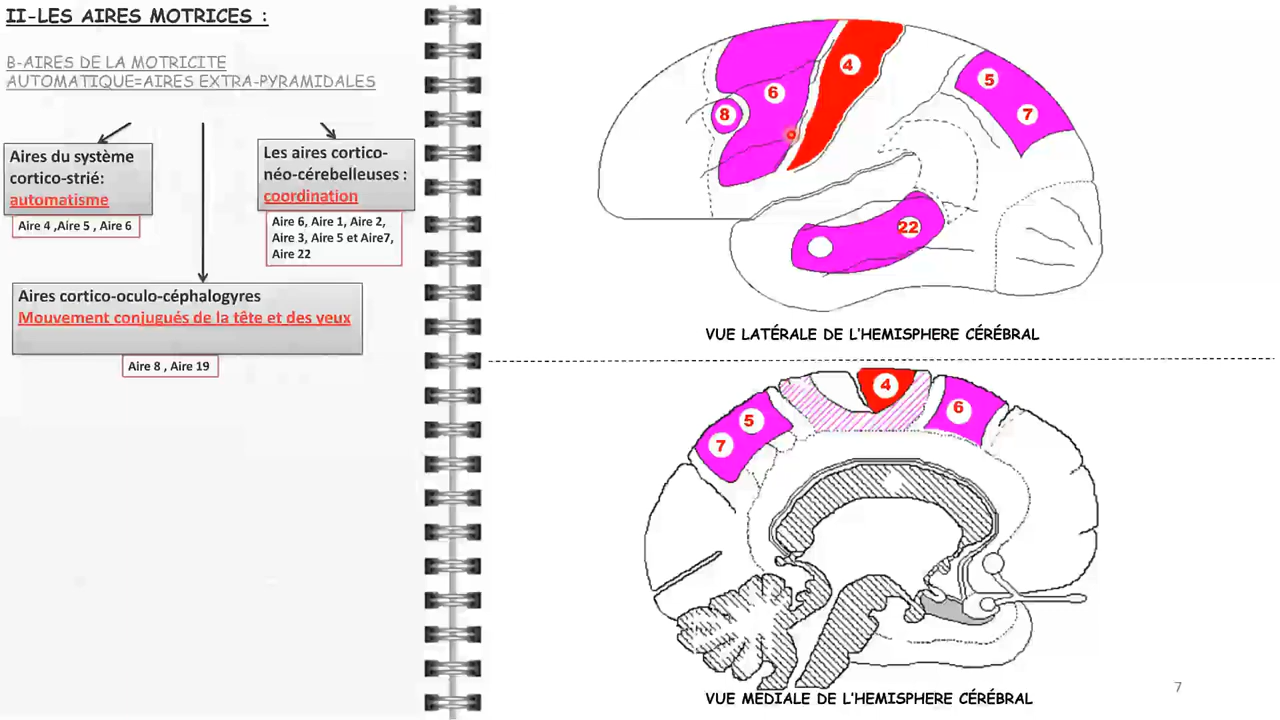 II-LES AIRES MOTRICES :
B-AIRES DE LA MOTRICITE
AUTOMATIQUE=AIRES EXTRA-PYRAMIDALES
Aires du système
cortico-strié:
automatisme
Aire 4 ,Aire 5 , Aire 6
Les aires cortico-
néo-cérebelleuses :
coordination
Aire 6, Aire 1, Aire 2,
Aire 3, Aire 5 et Aire7,
Aire 22
Aires cortico-oculo-céphalogyres
Mouvement conjugués de la tête et des yeux
Aire 8 , Aire 19
4
5
6
8
7
22
VUE LATÉRALE DE L'HEMISPHERE CÉRÉBRAL
4
6
5
7
VUE MEDIALE DE L'HEMISPHERE CÉRÉBRAL
7